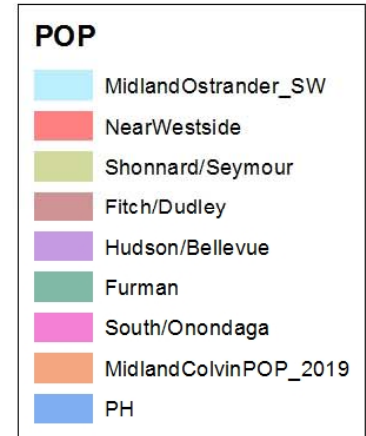 POP
MidlandOstrander_SW
NearWestside
Shonnard/Seymour
Fitch/Dudley
Hudson/Bellevue
Furman
South/Onondaga
MidlandColvinPOP_2019
PH